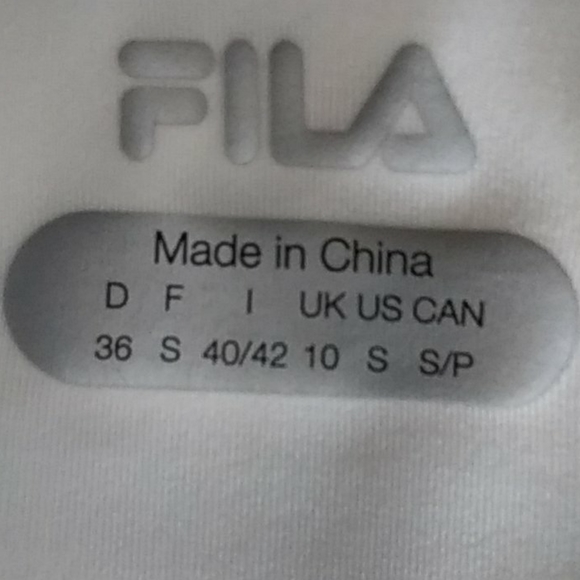 FILA
Made in China
D F I UK US CAN
36 S 40/42 10 S S/P